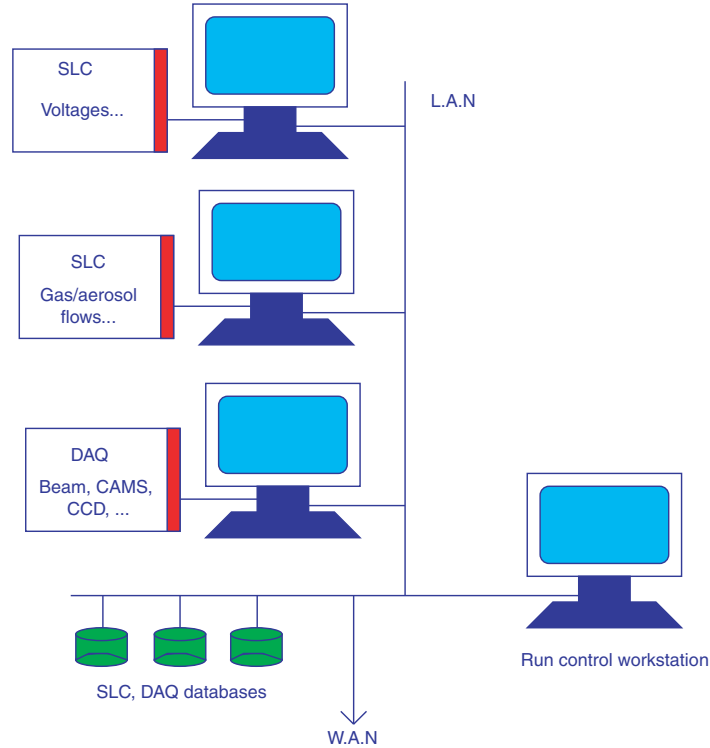 SLC
Voltages...
L.A.N
SLC
Gas/aerosol
flows...
DAQ
Beam, CAMS,
CCD, ...
Run control workstation
SLC, DAQ databases
W.A.N